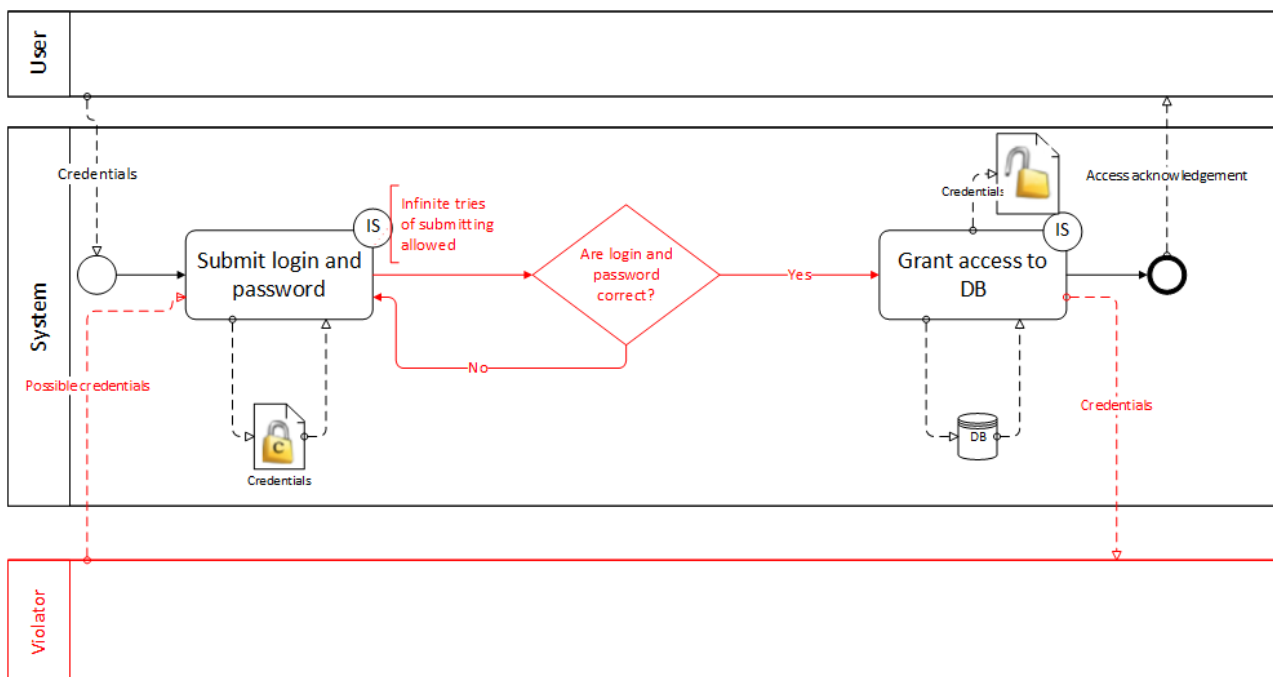 User
System
Violator
Credentials
Possible credentials
IS
Submit login and
password
C
Credentials
Infinite tries
of submitting
allowed
Are login and
password
correct?
No
Yes
Credentials
IS
Grant access to
DB
DB
Access acknowledgement
Credentials